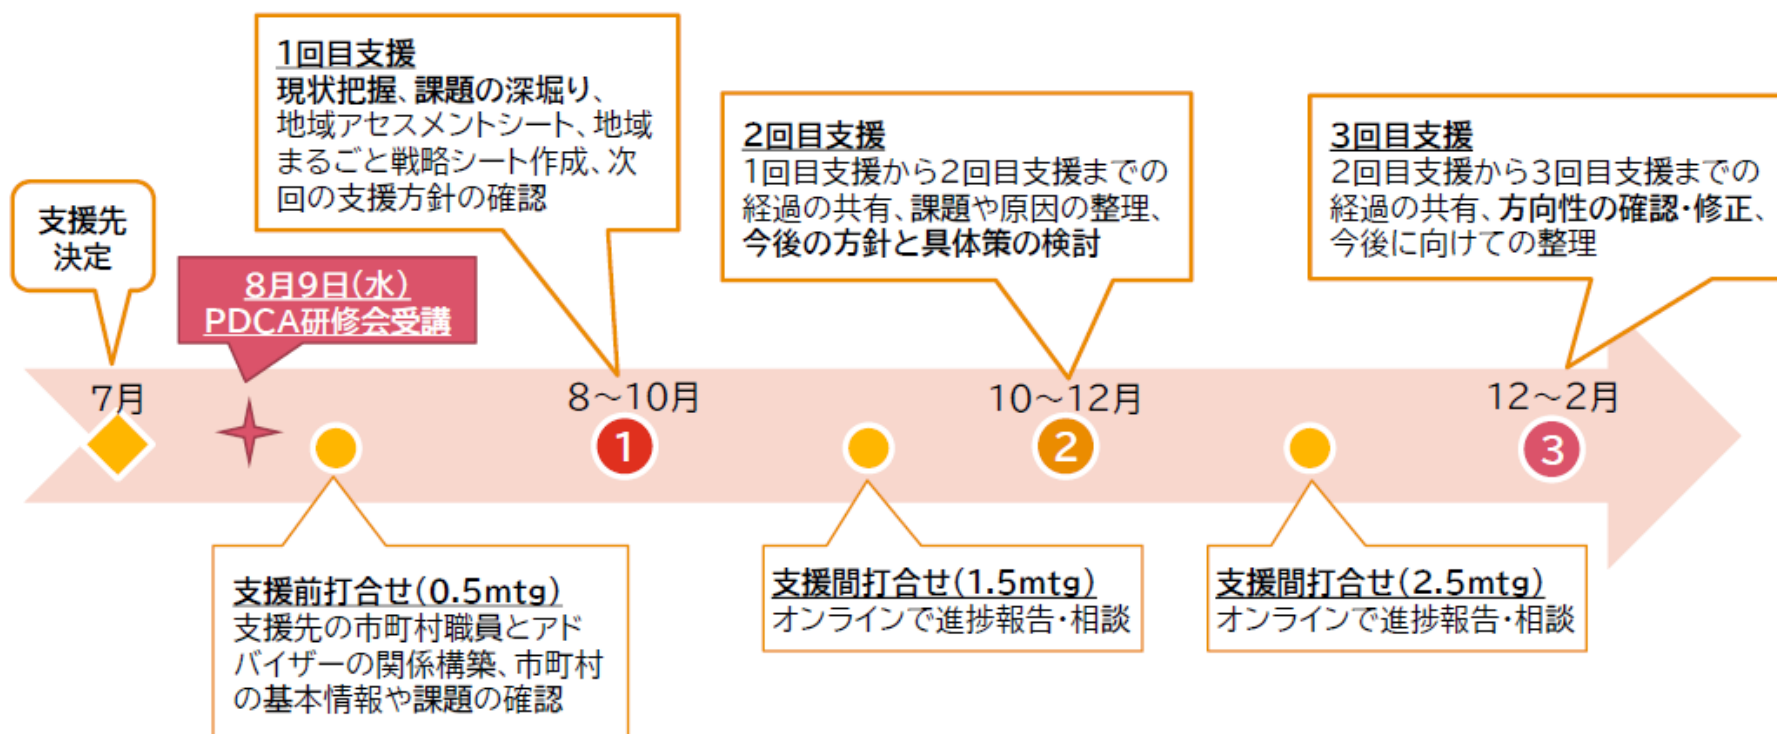 支援先
決定
8月9日(水)
PDCA研修会受講
1回目支援
現状把握、課題の深堀り、
地域アセスメントシート、地域
まるごと戦略シート作成、次
回の支援方針の確認
2回目支援
1回目支援から2回目支援までの
経過の共有、課題や原因の整理、
今後の方針と具体策の検討
3回目支援
2回目支援から3回目支援までの
経過の共有、方向性の確認・修正、
今後に向けての整理
7月
8～10月
10～12月
12～2月
1
2
3
支援前打合せ(0.5mtg)
支援先の市町村職員とアド
バイザーの関係構築、市町村
の基本情報や課題の確認
支援間打合せ(1.5mtg)
オンラインで進捗報告・相談
支援間打合せ(2.5mtg)
オンラインで進捗報告・相談